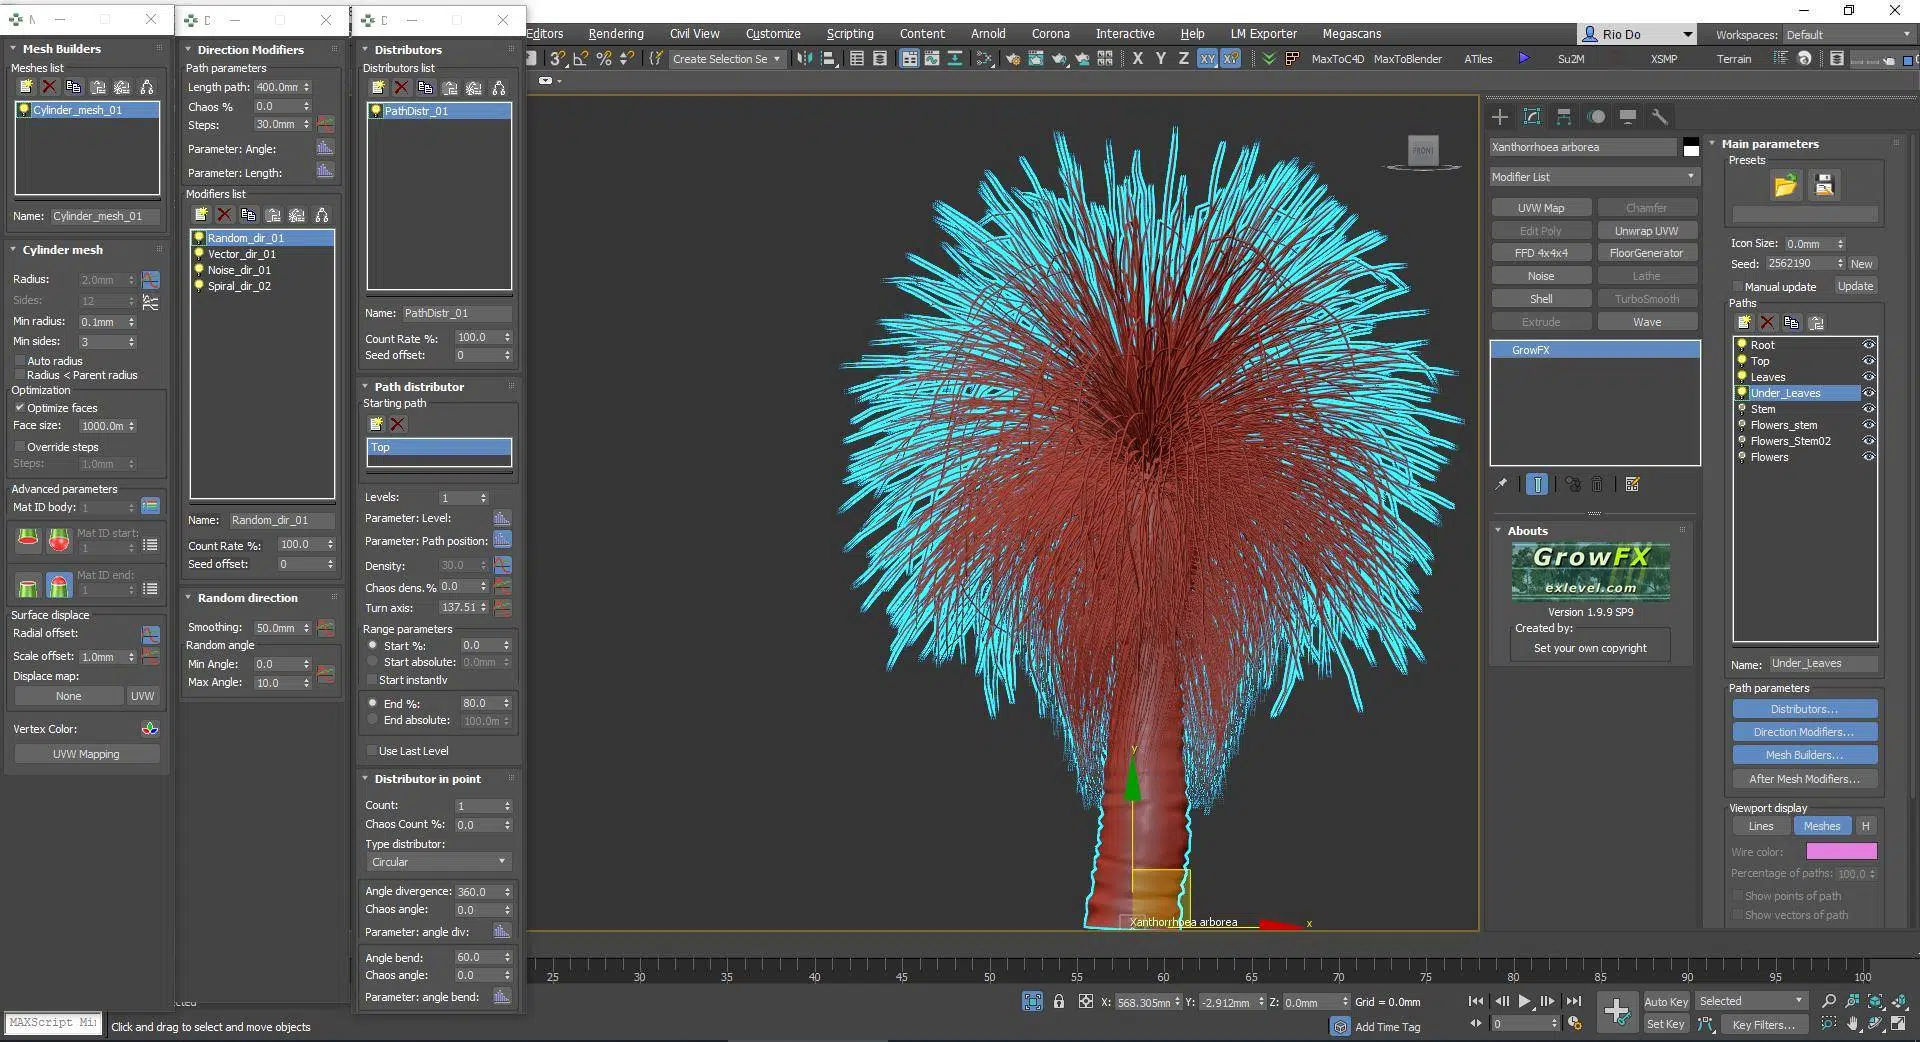 Editors
Rendering
Civil View
Customize
Scripting
Content
Arnold
Corona
Interactive
Help
LM Exporter
Megascans
Rio Do
Workspaces: Default
Create Selection Se
X Y Z XY
MaxToC4D
MaxToBlender
ATiles
Su2M
XSMP
Terrain
Mesh Builders
Meshes list
Cylinder_mesh_01
Name: Cylinder_mesh_01
Cylinder mesh
Radius: 2.0mm
Sides: 12
Min radius: 0.1mm
Min sides: 3
Auto radius
Radius < Parent radius
Optimization
Optimize faces
Face size: 1000.0m
Override steps
Steps: 1.0mm
Advanced parameters
Mat ID body: 1
Mat ID start:
1
Mat ID end:
1
Surface displace
Radial offset:
Scale offset: 1.0mm
Displace map:
None
UVW
Vertex Color:
UVW Mapping
Direction Modifiers
Path parameters
Length path: 400.0mm
Chaos % 0.0
Steps: 30.0mm
Parameter: Angle:
Parameter: Length:
Modifiers list
Random_dir_01
Vector_dir_01
Noise_dir_01
Spiral_dir_02
Name: Random_dir_01
Count Rate %: 100.0
Seed offset: 0
Random direction
Smoothing: 50.0mm
Random angle
Min Angle: 0.0
Max Angle: 10.0
Distributors
Distributors list
PathDistr_01
Name: PathDistr_01
Count Rate %: 100.0
Seed offset: 0
Path distributor
Starting path
Top
Levels: 1
Parameter: Level:
Parameter: Path position:
Density: 30.0
Chaos dens.% 0.0
Turn axis: 137.51
Range parameters
Start %: 0.0
Start absolute: 0.0mm
Start instantly
End %: 80.0
End absolute: 100.0m
Use Last Level
Distributor in point
Count: 1
Chaos Count %: 0.0
Type distributor:
Circular
Angle divergence: 360.0
Chaos angle: 0.0
Parameter: angle div:
Angle bend: 60.0
Chaos angle: 0.0
Parameter: angle bend:
FRONT
y
Xanthorrhoea arborea
x
Xanthorrhoea arborea
Modifier List
UVW Map
Chamfer
Edit Poly
Unwrap UVW
FFD 4x4x4
FloorGenerator
Noise
Lathe
Shell
TurboSmooth
Extrude
Wave
GrowFX
Abouts
GrowFX
exlevel.com
Version 1.9.9 SP9
Created by:
Set your own copyright
Main parameters
Presets
Icon Size: 0.0mm
Seed: 2562190 New
Manual update Update
Paths
Root
Top
Leaves
Under_Leaves
Stem
Flowers_stem
Flowers_Stem02
Flowers
Name: Under_Leaves
Path parameters
Distributors...
Direction Modifiers...
Mesh Builders...
After Mesh Modifiers...
Viewport display
Lines Meshes H
Wire color:
Percentage of paths: 100.0
Show points of path
Show vectors of path
25 30 35 40 45 50 55 60 65 70 75 80 85 90 95 100
X: 568.305mm Y: -2.912mm Z: 0.0mm Grid = 0.0mm
Add Time Tag
0
Auto Key
Selected
Set Key
Key Filters...
MAXScript Mi
Click and drag to select and move objects